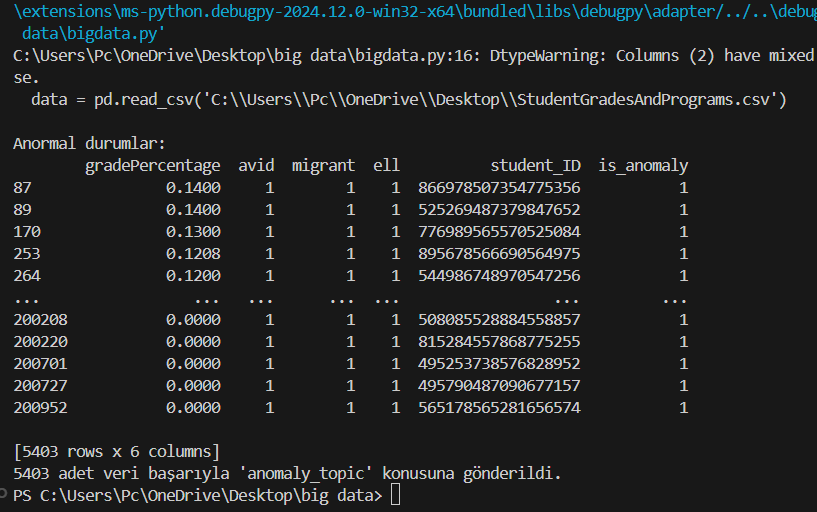 \extensions\ms-python.debugpy-2024.12.0-win32-x64\bundled\libs\debugpy\adapter/../..\debug
data\bigdata.py'
C:\Users\Pc\OneDrive\Desktop\big data\bigdata.py:16: DtypeWarning: Columns (2) have mixed
se.
data = pd.read_csv('C:\\Users\\Pc\\OneDrive\\Desktop\\StudentGradesAndPrograms.csv')
Anormal durumlar:
gradePercentage avid migrant ell student_ID is_anomaly
87 0.1400 1 1 1 866978507354775356 1
89 0.1400 1 1 1 525269487379847652 1
170 0.1300 1 1 1 776989565570525084 1
253 0.1208 1 1 1 895678566690564975 1
264 0.1200 1 1 1 544986748970547256 1
... ... ... ... ... ... ...
200208 0.0000 1 1 1 508085528884558857 1
200220 0.0000 1 1 1 815284557868775255 1
200701 0.0000 1 1 1 495253738576828952 1
200727 0.0000 1 1 1 495790487090677157 1
200952 0.0000 1 1 1 565178565281656574 1
[5403 rows x 6 columns]
5403 adet veri başarıyla 'anomaly_topic' konusuna gönderildi.
PS C:\Users\Pc\OneDrive\Desktop\big data>